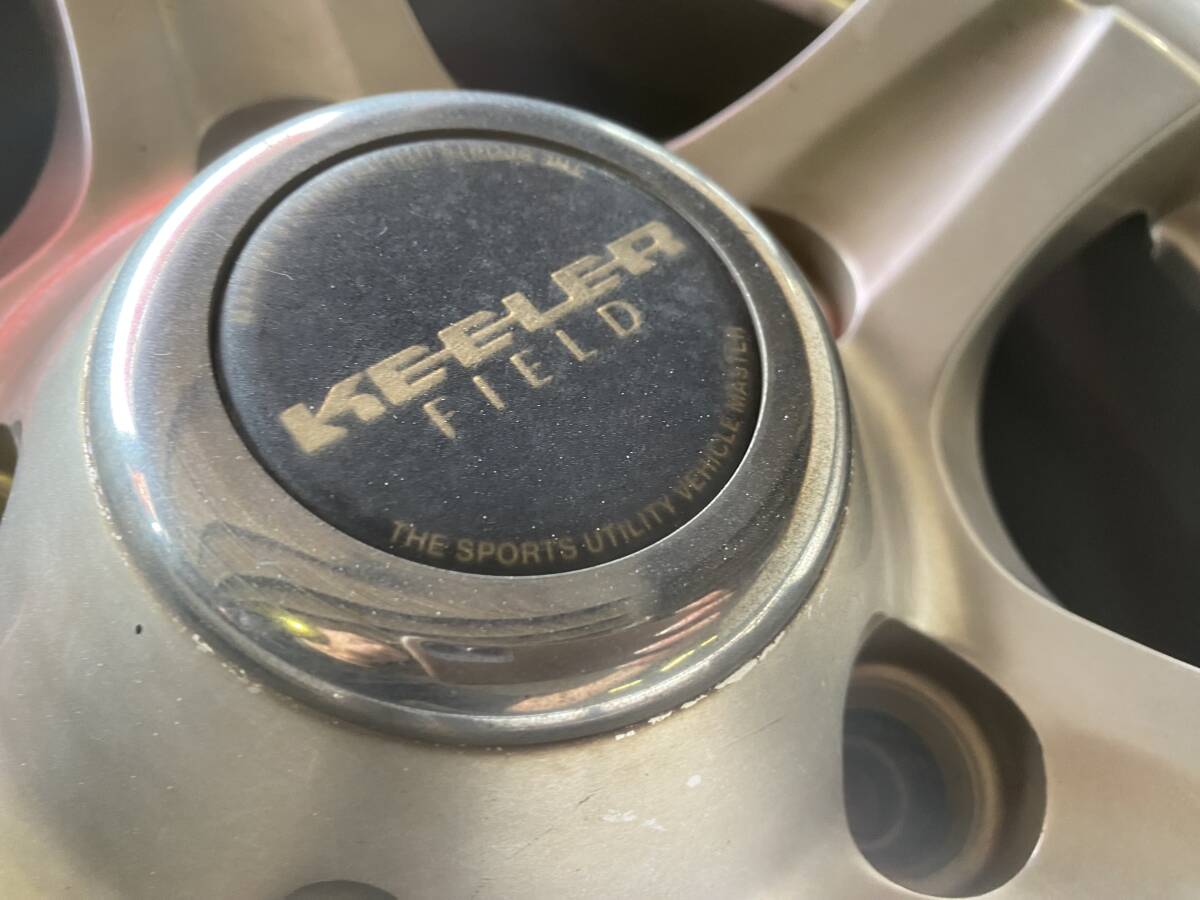 KEELER
FIELD
THE SPORTS UTILITY VEHICLE MASTER